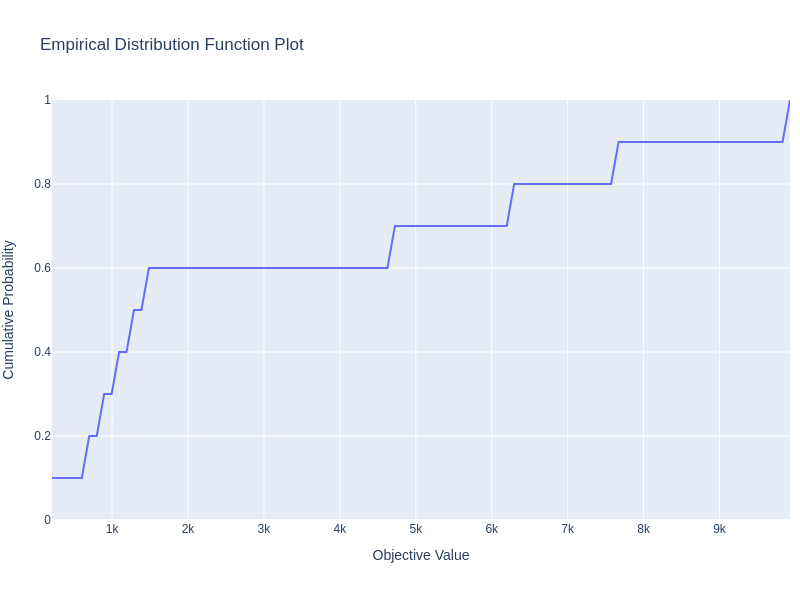 Empirical Distribution Function Plot
1
0.8
0.6
0.4
0.2
0
Cumulative Probability
1k 2k 3k 4k 5k 6k 7k 8k 9k
Objective Value